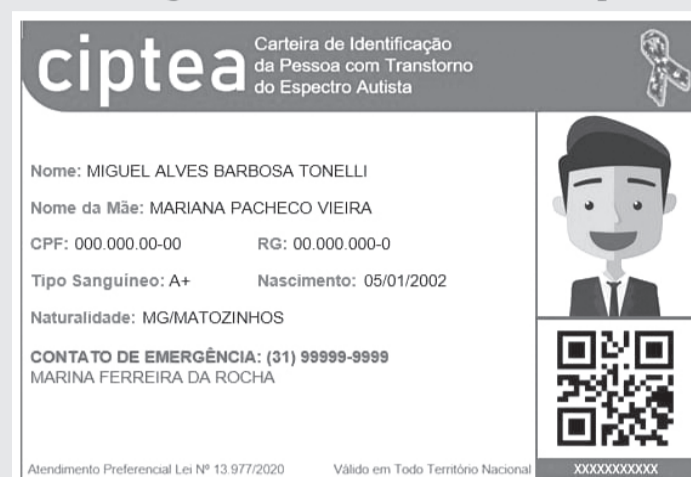 ciptea
Carteira de Identificação
da Pessoa com Transtorno
do Espectro Autista
Nome: MIGUEL ALVES BARBOSA TONELLI
Nome da Mãe: MARIANA PACHECO VIEIRA
CPF: 000.000.00-00 RG: 00.000.000-0
Tipo Sanguíneo: A+ Nascimento: 05/01/2002
Naturalidade: MG/MATOZINHOS
CONTATO DE EMERGÊNCIA: (31) 99999-9999
MARINA FERREIRA DA ROCHA
Atendimento Preferencial Lei Nº 13.977/2020 Válido em Todo Território Nacional XXXXXXXXXXX